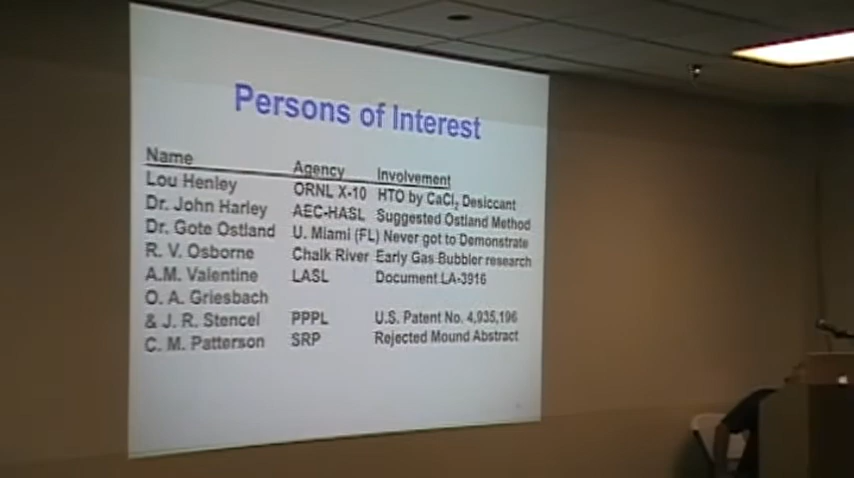 Persons of Interest
Name Agency Involvement
Lou Henley ORNL X-10 HTO by CaCl₂ Desiccant
Dr. John Harley AEC-HASL Suggested Ostland Method
Dr. Gote Ostland U. Miami (FL) Never got to Demonstrate
R. V. Osborne Chalk River Early Gas Bubbler research
A.M. Valentine LASL Document LA-3916
O. A. Griesbach
& J. R. Stencel PPPL U.S. Patent No. 4,935,196
C. M. Patterson SRP Rejected Mound Abstract